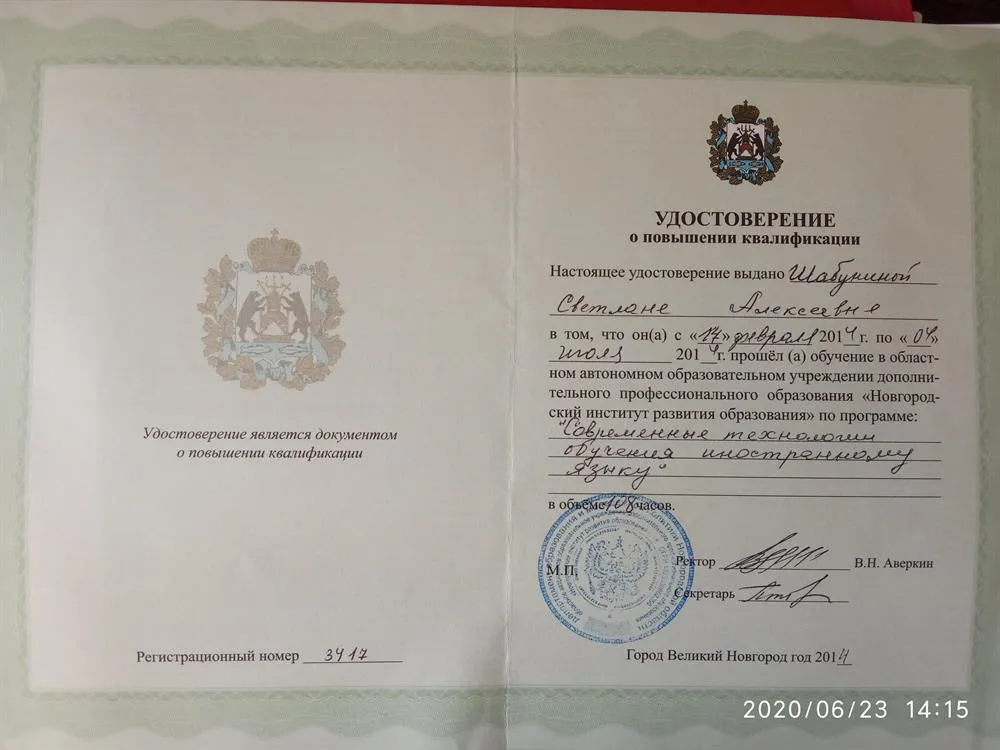 Удостоверение является документом
о повышении квалификации
Регистрационный номер 3417
УДОСТОВЕРЕНИЕ
о повышении квалификации
Настоящее удостоверение выдано Шабуниной
Светлане Алексеевне
в том, что он(а) с «17» февраля 2014г. по «04»
июля 2014г. прошёл (а) обучение в област-
ном автономном образовательном учреждении дополни-
тельного профессионального образования «Новгород-
ский институт развития образования» по программе:
"Современные технологии
обучения иностранному
языку"
в объёме 108 часов.
М.П.
Ректор В.Н. Аверкин
Секретарь
Город Великий Новгород год 2014
2020/06/23 14:15